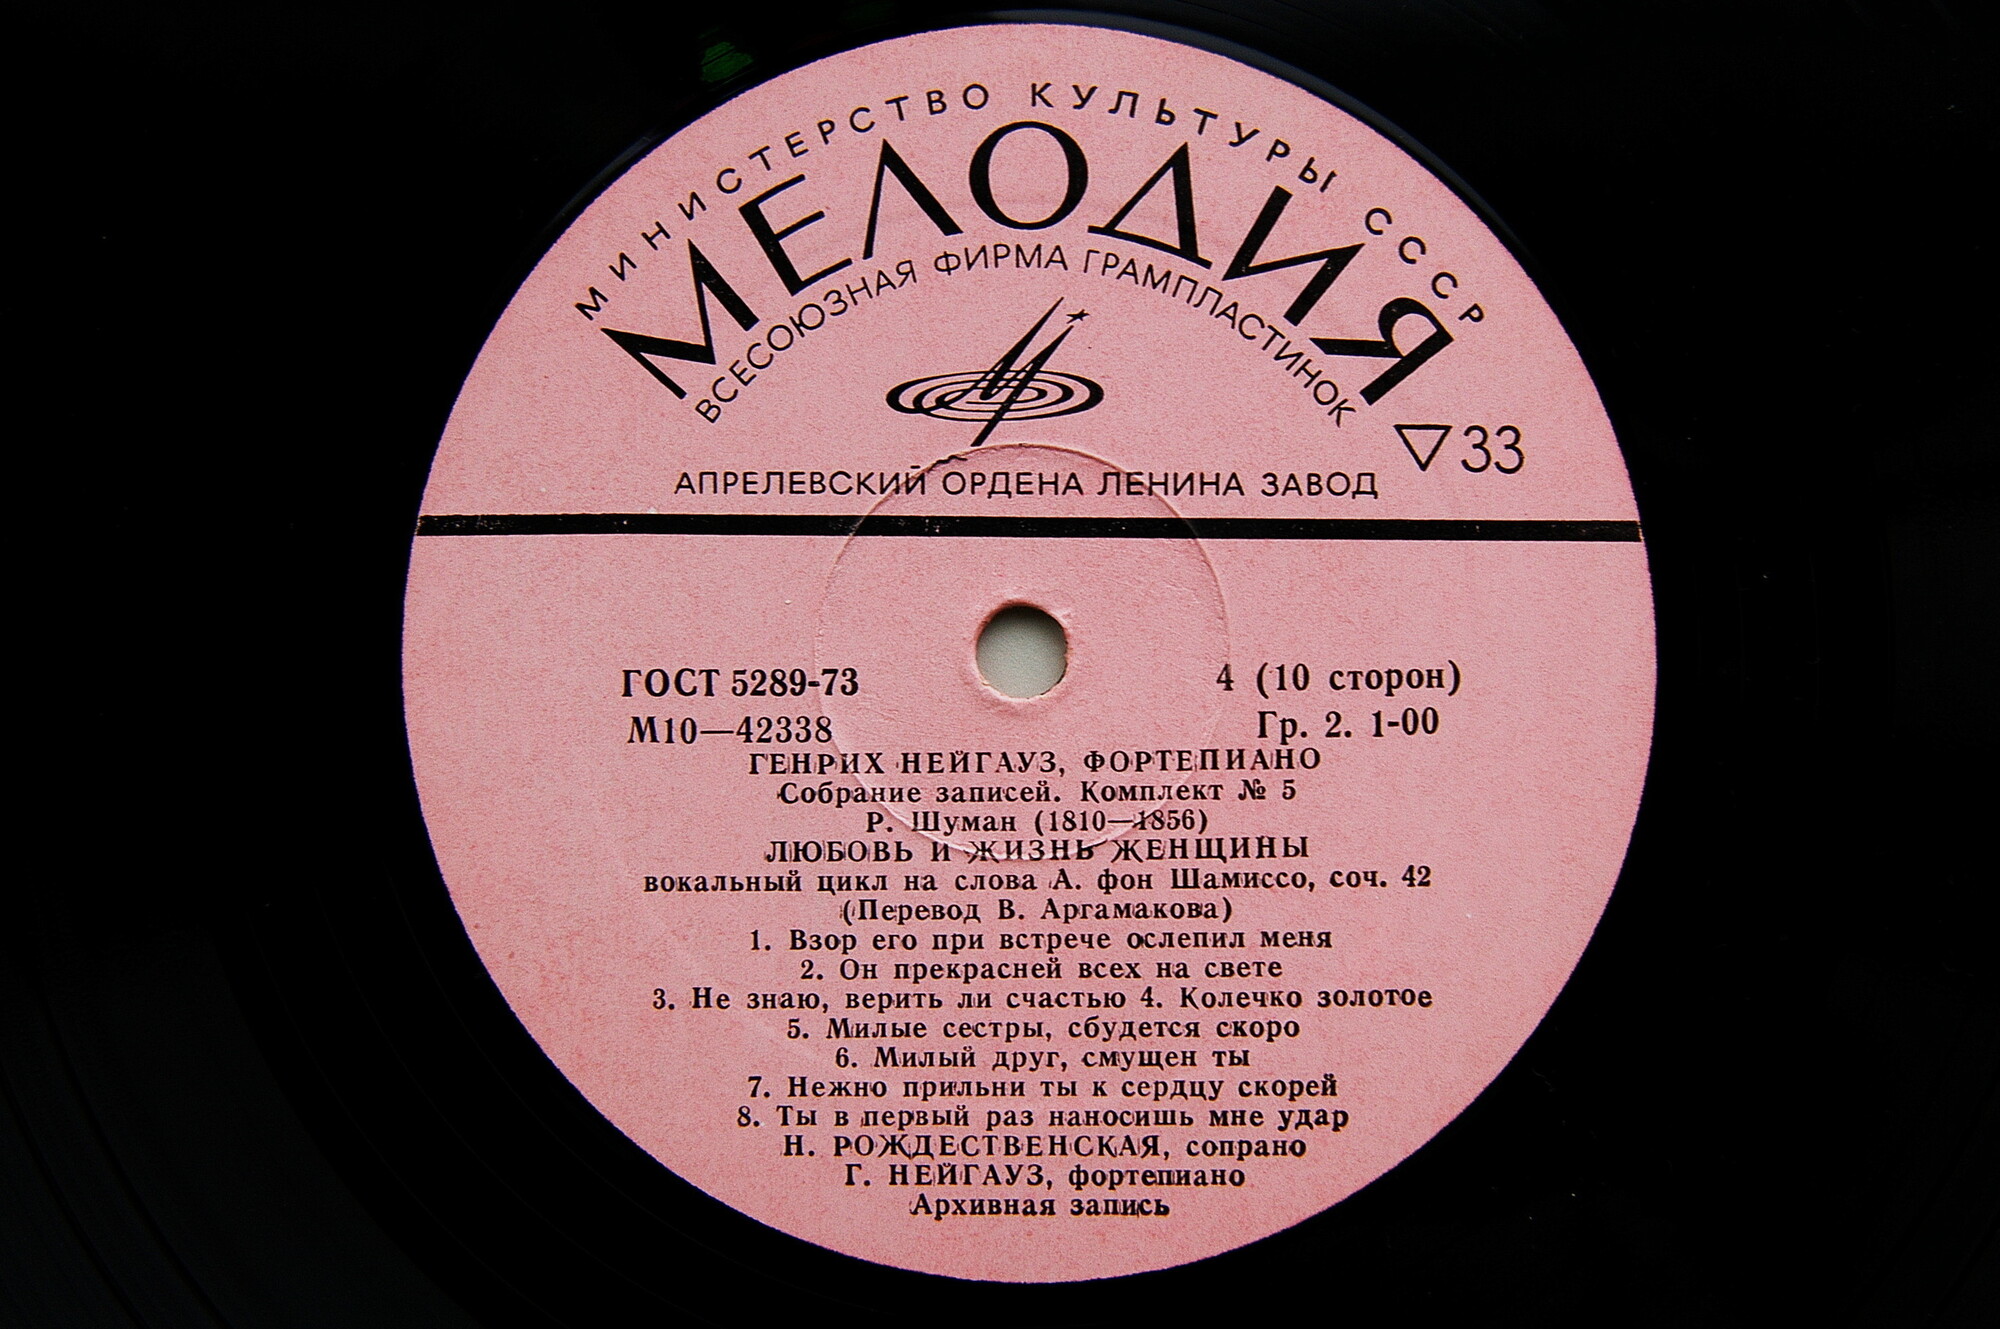 МИНИСТЕРСТВО КУЛЬТУРЫ СССР
МЕЛОДИЯ
ВСЕСОЮЗНАЯ ФИРМА ГРАМПЛАСТИНОК
33
АПРЕЛЕВСКИЙ ОРДЕНА ЛЕНИНА ЗАВОД
ГОСТ 5289-73 4 (10 сторон)
М10—42338 Гр. 2. 1-00
ГЕНРИХ НЕЙГАУЗ, ФОРТЕПИАНО
Собрание записей. Комплект № 5
Р. Шуман (1810—1856)
ЛЮБОВЬ И ЖИЗНЬ ЖЕНЩИНЫ
вокальный цикл на слова А. фон Шамиссо, соч. 42
(Перевод В. Аргамакова)
1. Взор его при встрече ослепил меня
2. Он прекрасней всех на свете
3. Не знаю, верить ли счастью 4. Колечко золотое
5. Милые сестры, сбудется скоро
6. Милый друг, смущен ты
7. Нежно прильни ты к сердцу скорей
8. Ты в первый раз наносишь мне удар
Н. РОЖДЕСТВЕНСКАЯ, сопрано
Г. НЕЙГАУЗ, фортепиано
Архивная запись